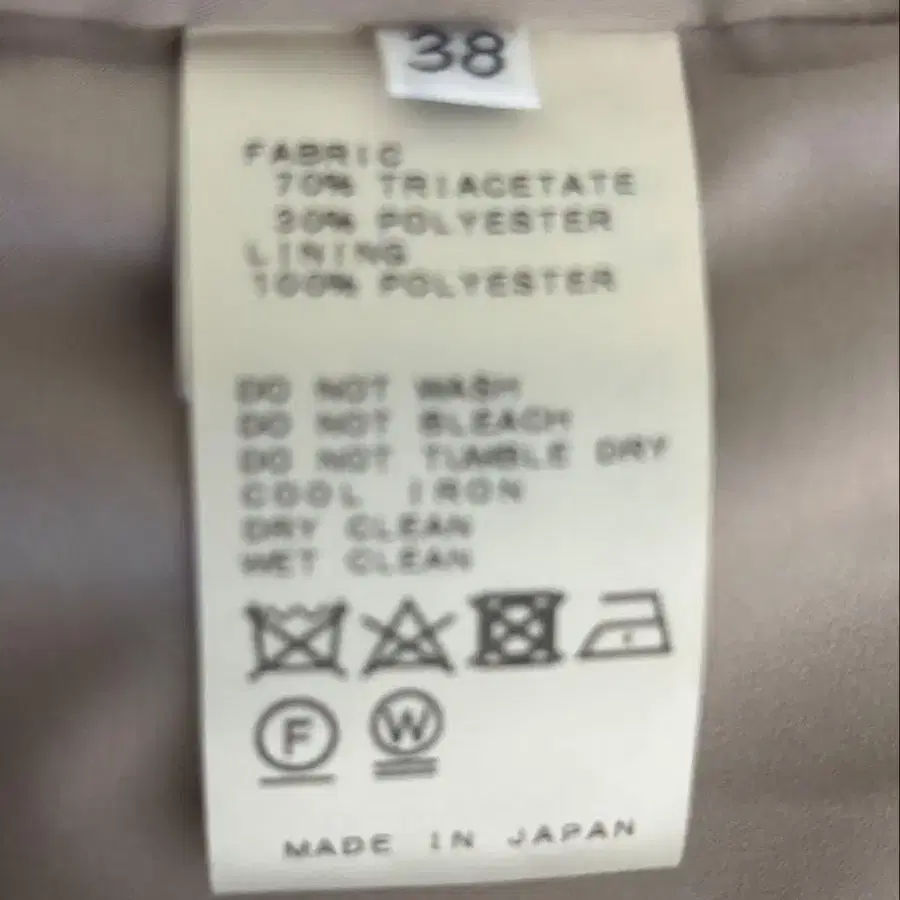 38
FABRIC
70% TRIACETATE
30% POLYESTER
LINING
100% POLYESTER
DO NOT WASH
DO NOT BLEACH
DO NOT TUMBLE DRY
COOL IRON
DRY CLEAN
WET CLEAN
F W
MADE IN JAPAN